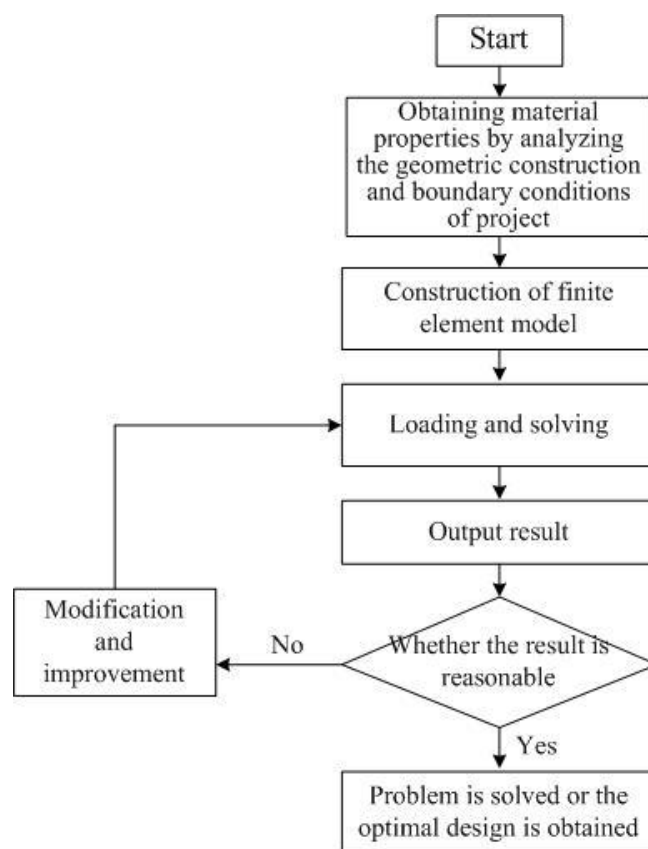 Start
Obtaining material
properties by analyzing
the geometric construction
and boundary conditions
of project
Construction of finite
element model
Loading and solving
Output result
Modification
and
improvement
No
Whether the result is
reasonable
Yes
Problem is solved or the
optimal design is obtained